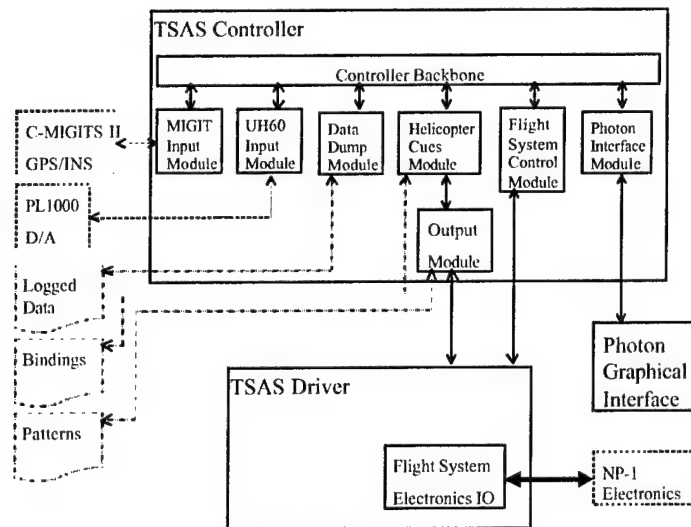 TSAS Controller
Controller Backbone
C-MIGITS II
GPS/INS
MIGIT
Input
Module
UH60
Input
Module
Data
Dump
Module
Helicopter
Cues
Module
Flight
System
Control
Module
Photon
Interface
Module
PL1000
D/A
Output
Module
Logged
Data
Bindings
Patterns
Photon
Graphical
Interface
TSAS Driver
Flight System
Electronics IO
NP-1
Electronics